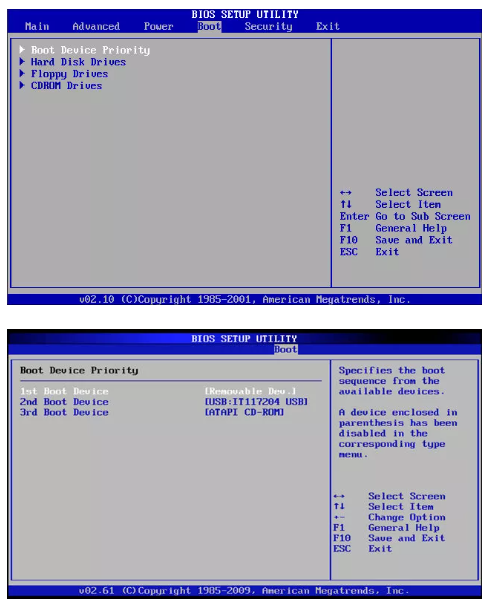 BIOS SETUP UTILITY
Main Advanced Power Boot Security Exit
Boot Device Priority
Hard Disk Drives
Floppy Drives
CDROM Drives
↔ Select Screen
↑↓ Select Item
Enter Go to Sub Screen
F1 General Help
F10 Save and Exit
ESC Exit
v02.10 (C)Copyright 1985-2001, American Megatrends, Inc.
BIOS SETUP UTILITY
Boot
Boot Device Priority
1st Boot Device [Removable Dev.]
2nd Boot Device [USB:IT117204 USB]
3rd Boot Device [ATAPI CD-ROM]
Specifies the boot
sequence from the
available devices.
A device enclosed in
parenthesis has been
disabled in the
corresponding type
menu.
↔ Select Screen
↑↓ Select Item
+- Change Option
F1 General Help
F10 Save and Exit
ESC Exit
v02.61 (C)Copyright 1985-2009, American Megatrends, Inc.